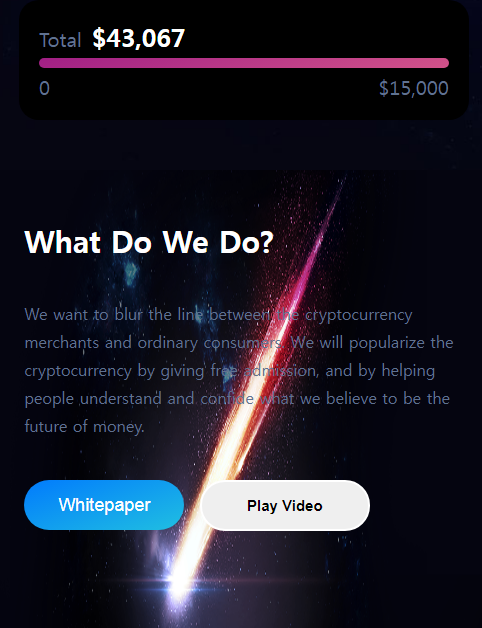 Total $43,067
0 $15,000
What Do We Do?
We want to blur the line between the cryptocurrency
merchants and ordinary consumers. We will popularize the
cryptocurrency by giving free admission, and by helping
people understand and confide what we believe to be the
future of money.
Whitepaper Play Video